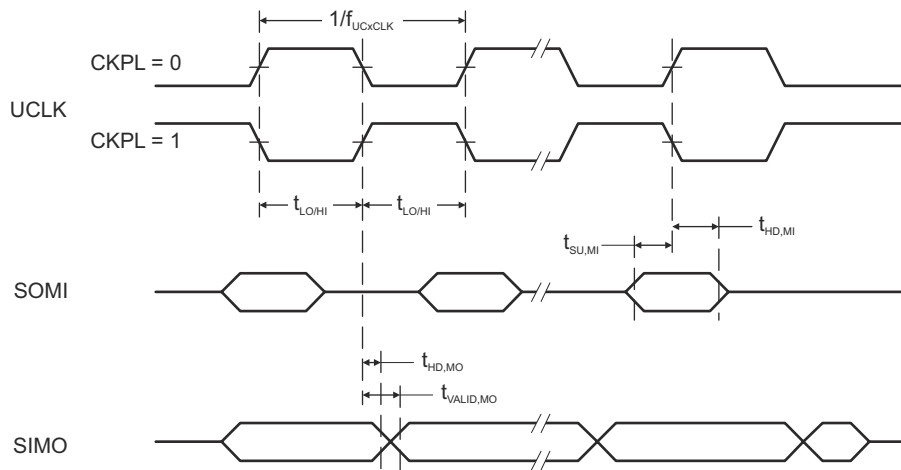 1/fUCxCLK
CKPL = 0
UCLK
CKPL = 1
tLO/HI tLO/HI
tSU,MI tHD,MI
SOMI
tHD,MO
tVALID,MO
SIMO